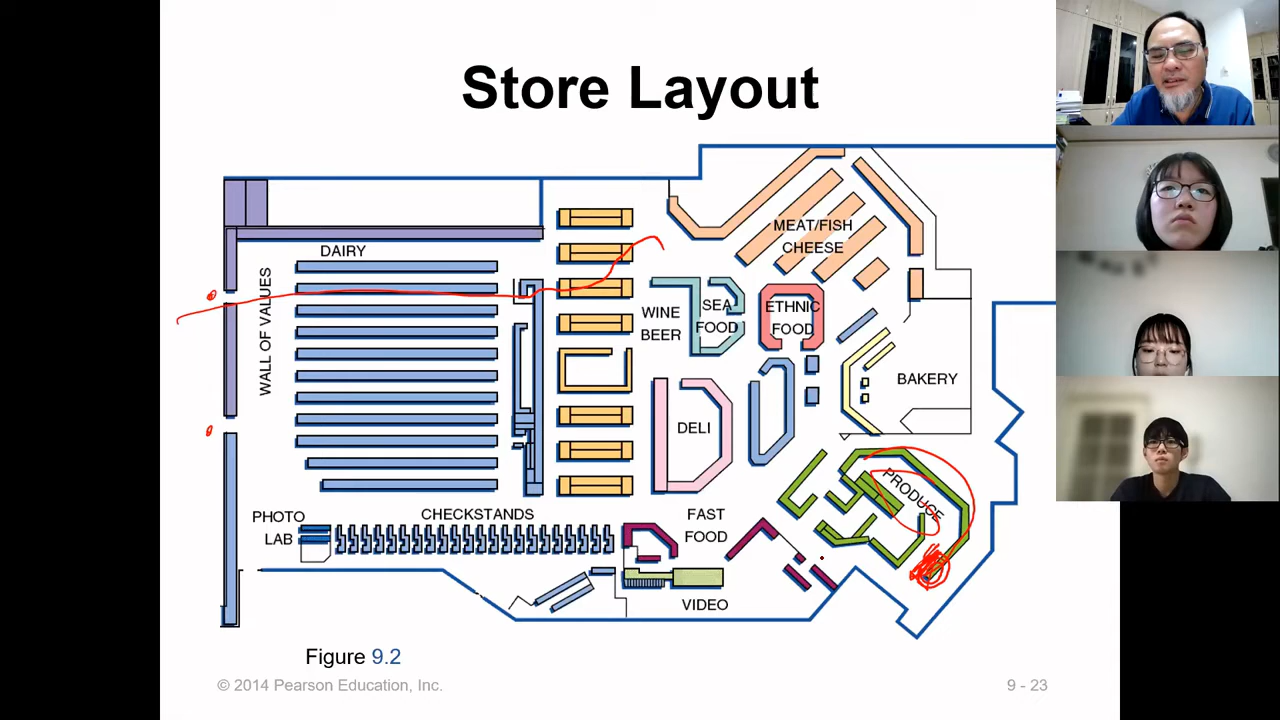 Store Layout
MEAT/FISH
CHEESE
DAIRY
WALL OF VALUES
WINE
BEER
SEA
FOOD
ETHNIC
FOOD
BAKERY
DELI
PRODUCE
PHOTO
LAB
CHECKSTANDS
FAST
FOOD
VIDEO
Figure 9.2
© 2014 Pearson Education, Inc.
9 - 23